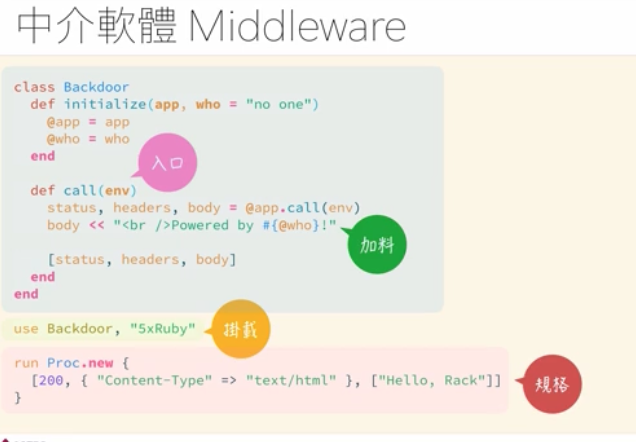 中介軟體 Middleware
class Backdoor
def initialize(app, who = "no one")
@app = app
@who = who
end
入口
def call(env)
status, headers, body = @app.call(env)
body << "<br />Powered by #{@who}!"
加料
[status, headers, body]
end
end
use Backdoor, "5xRuby"
掛載
run Proc.new {
[200, { "Content-Type" => "text/html" }, ["Hello, Rack"]]
規格
}